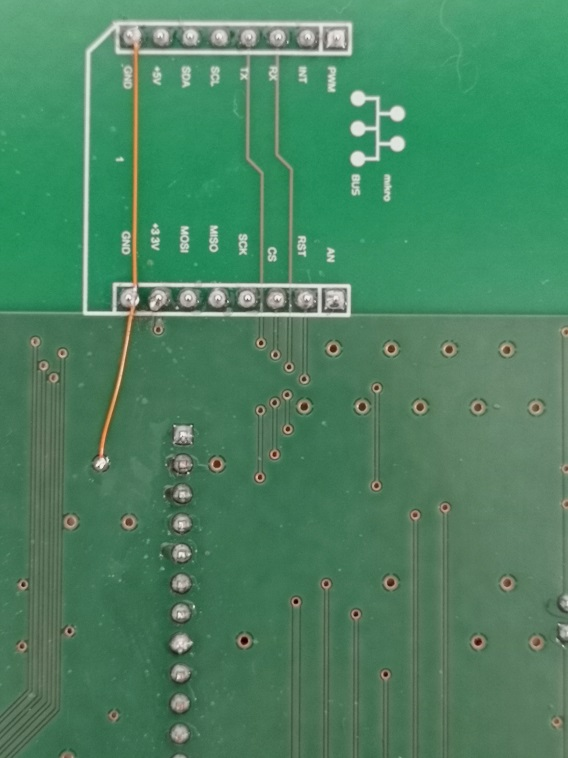 GND
+5V
SDA
SCL
TX
RX
INT
PWM
1
mikro
BUS
GND
+3.3V
MOSI
MISO
SCK
CS
RST
AN